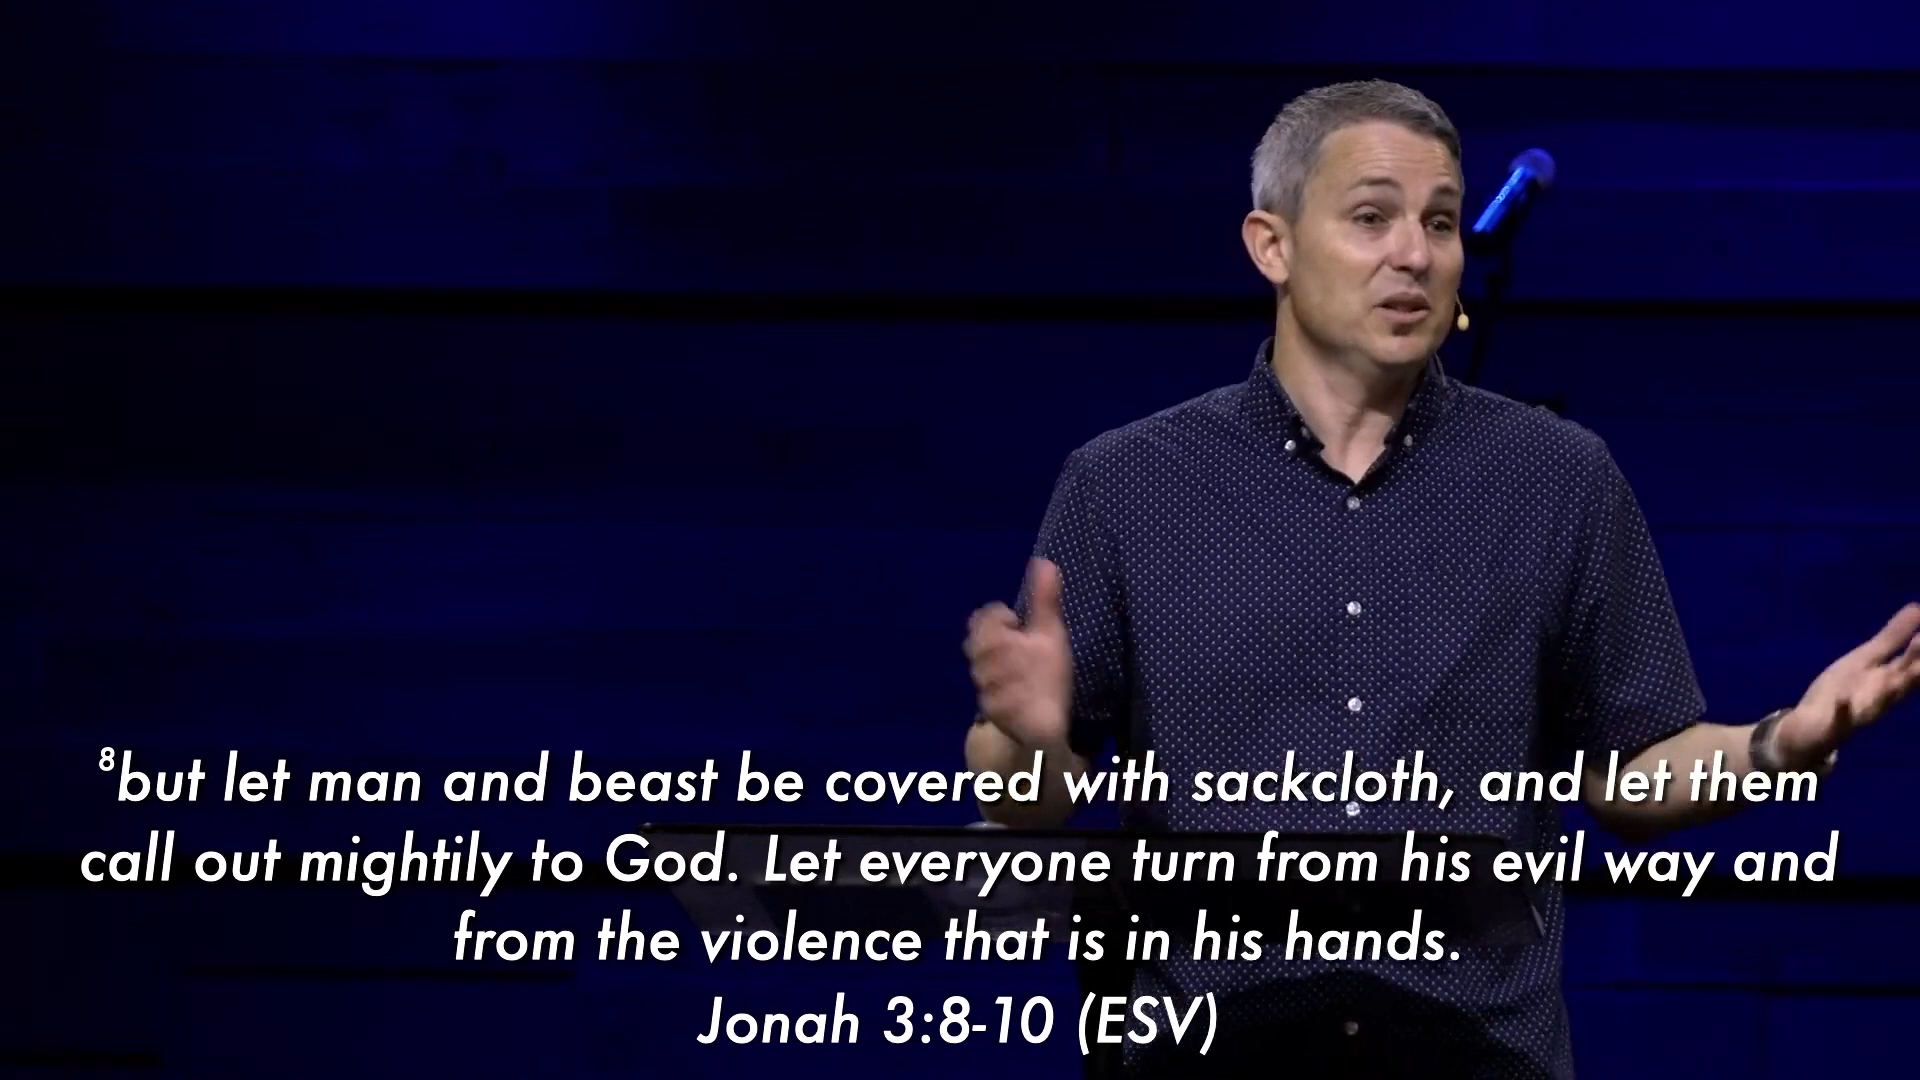 ⁸but let man and beast be covered with sackcloth, and let them
call out mightily to God. Let everyone turn from his evil way and
from the violence that is in his hands.
Jonah 3:8-10 (ESV)